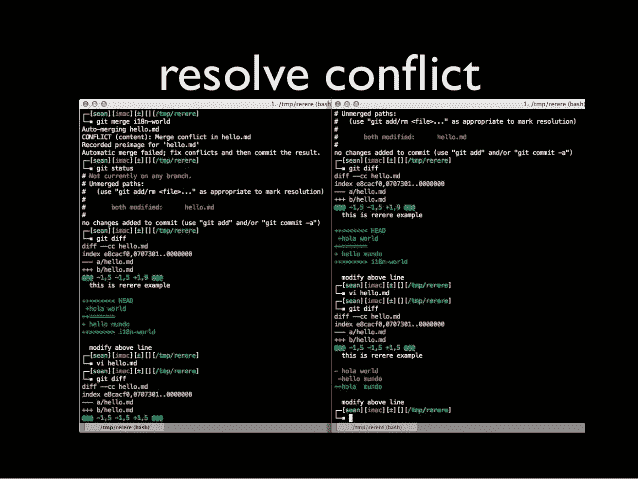 resolve conflict
1. /tmp/rerere (bash)
┌─[sean][imac][±][][/tmp/rerere]
└─▪ git merge i18n-world
Auto-merging hello.md
CONFLICT (content): Merge conflict in hello.md
Recorded preimage for 'hello.md'
Automatic merge failed; fix conflicts and then commit the result.
┌─[sean][imac][±][][/tmp/rerere]
└─▪ git status
# Not currently on any branch.
# Unmerged paths:
#   (use "git add/rm <file>..." as appropriate to mark resolution)
#
#       both modified:      hello.md
#
no changes added to commit (use "git add" and/or "git commit -a")
┌─[sean][imac][±][][/tmp/rerere]
└─▪ git diff
diff --cc hello.md
index e8cacf0,0707301..0000000
--- a/hello.md
+++ b/hello.md
@@@ -1,5 -1,5 +1,9 @@@
  this is rerere example

++<<<<<<< HEAD
 +hola world
++=======
+ hello mundo
++>>>>>>> i18n-world

  modify above line
┌─[sean][imac][±][][/tmp/rerere]
└─▪ vi hello.md
┌─[sean][imac][±][][/tmp/rerere]
└─▪ git diff
diff --cc hello.md
index e8cacf0,0707301..0000000
--- a/hello.md
+++ b/hello.md
@@@ -1,5 -1,5 +1,5 @@@
/tmp/rerere (bash)
1. /tmp/rerere (bash)
# Unmerged paths:
#   (use "git add/rm <file>..." as appropriate to mark resolution)
#
#       both modified:      hello.md
#
no changes added to commit (use "git add" and/or "git commit -a")
┌─[sean][imac][±][][/tmp/rerere]
└─▪ git diff
diff --cc hello.md
index e8cacf0,0707301..0000000
--- a/hello.md
+++ b/hello.md
@@@ -1,5 -1,5 +1,9 @@@
  this is rerere example

++<<<<<<< HEAD
 +hola world
++=======
+ hello mundo
++>>>>>>> i18n-world

  modify above line
┌─[sean][imac][±][][/tmp/rerere]
└─▪ vi hello.md
┌─[sean][imac][±][][/tmp/rerere]
└─▪ git diff
diff --cc hello.md
index e8cacf0,0707301..0000000
--- a/hello.md
+++ b/hello.md
@@@ -1,5 -1,5 +1,5 @@@
  this is rerere example

- hola world
 -hello mundo
++hola  mundo

  modify above line
┌─[sean][imac][±][][/tmp/rerere]
└─▪
/tmp/rerere (bash)